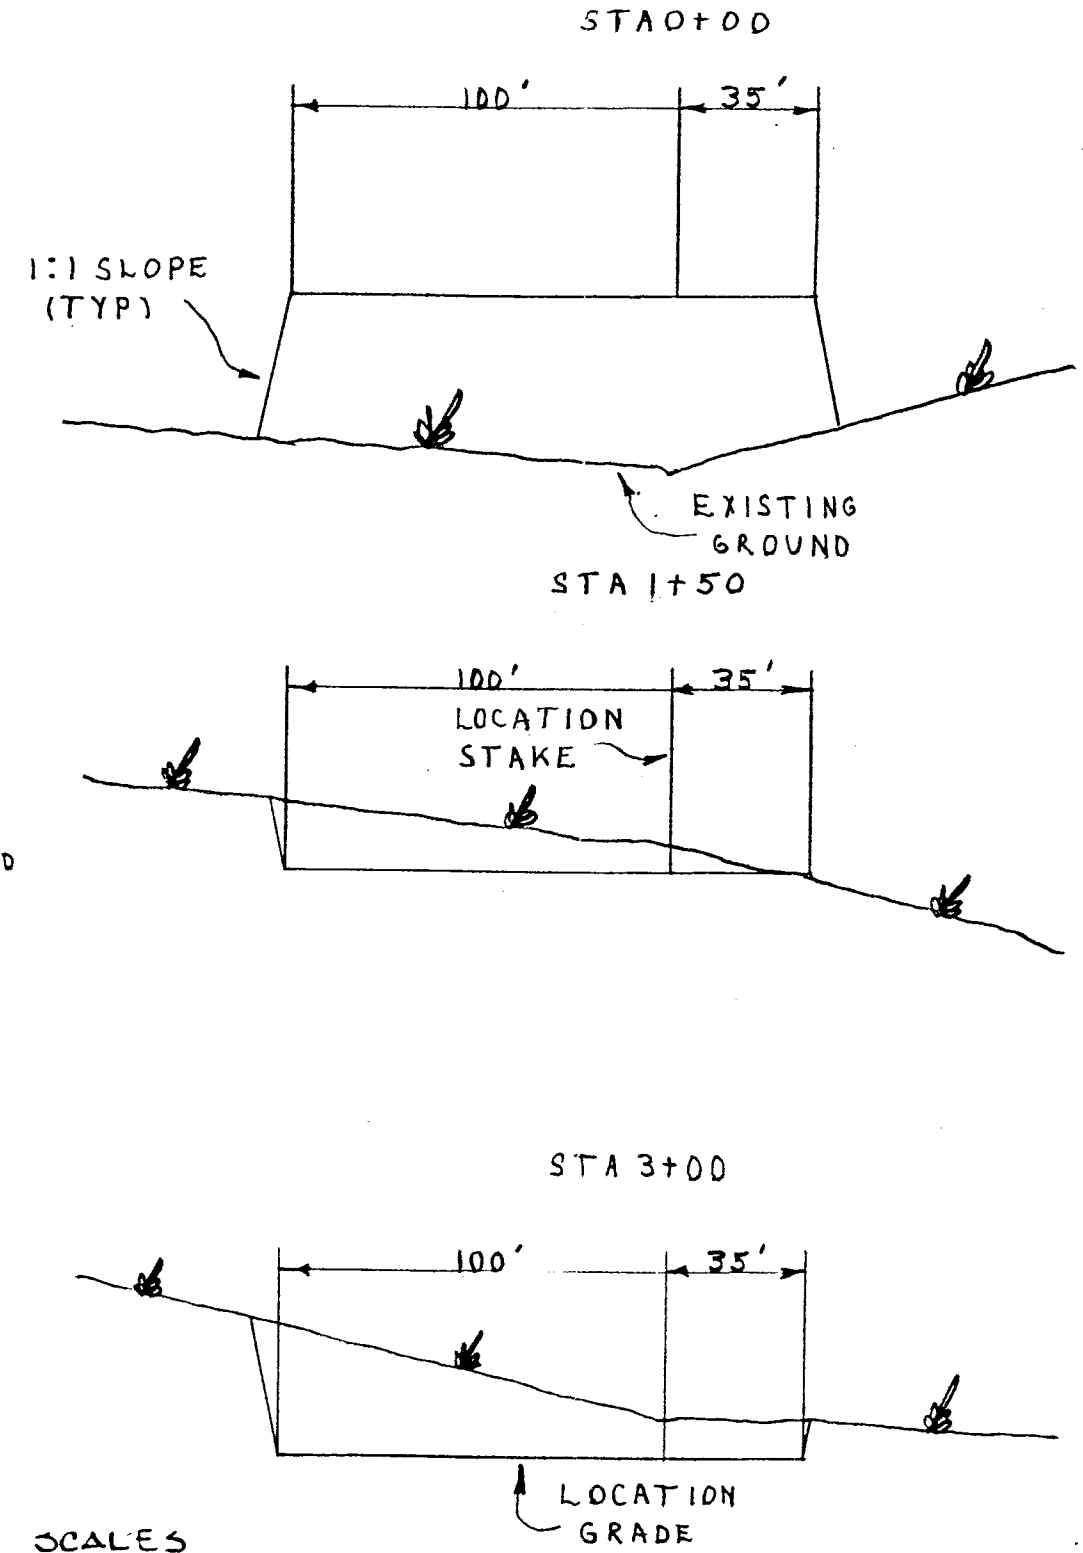 STA 0+00
100'
35'
1:1 SLOPE
(TYP)
EXISTING
GROUND
STA 1+50
100'
35'
LOCATION
STAKE
D
STA 3+00
100'
35'
LOCATION
GRADE
SCALES